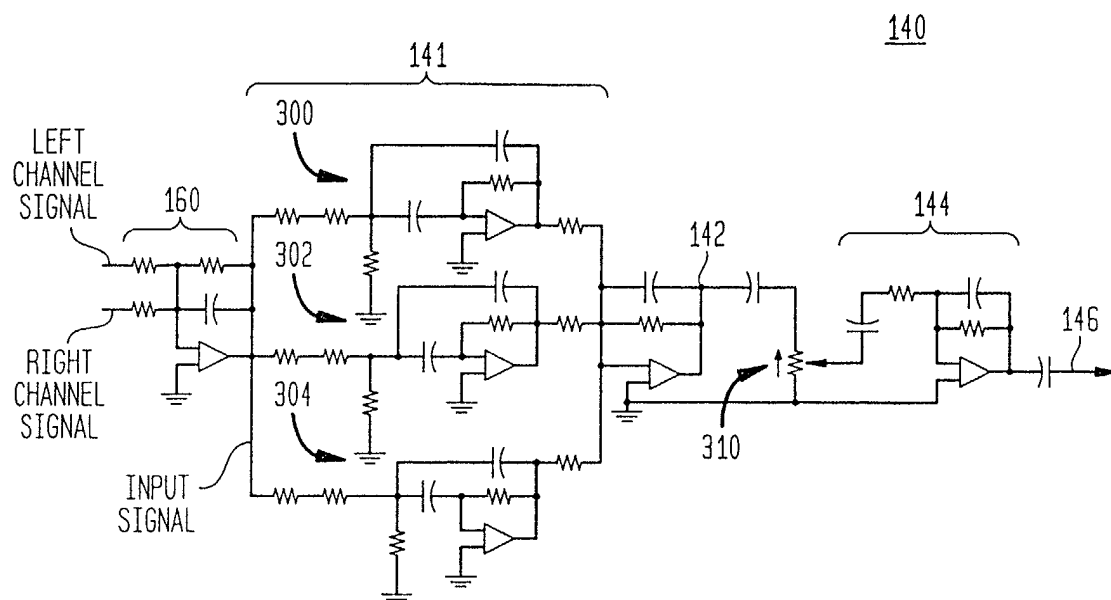 140
141
300
LEFT
CHANNEL
SIGNAL
160
302
142
144
146
RIGHT
CHANNEL
SIGNAL
304
310
INPUT
SIGNAL